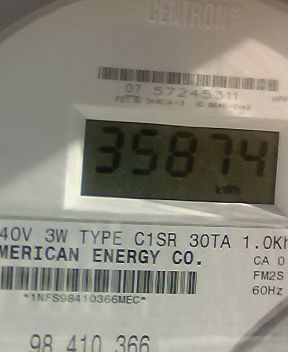 CENTRON®
07 57245311
35874
kWh
40V 3W TYPE C1SR 30TA 1.0Kh
MERICAN ENERGY CO.
CA 0
FM2S
60Hz
*1NFS98410366MEC*
98 410 366